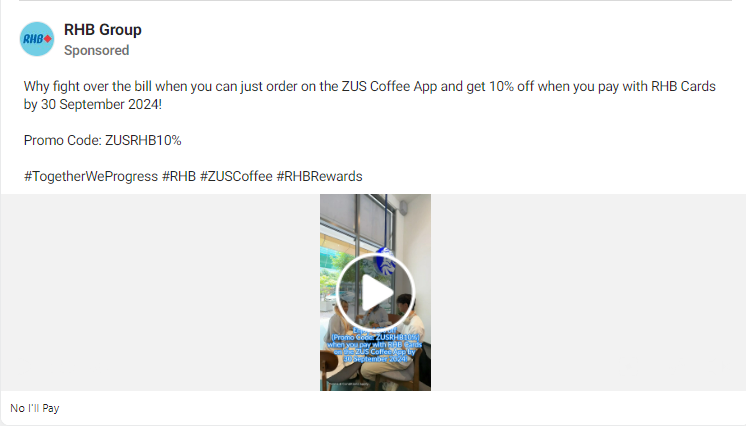 RHB
RHB Group
Sponsored
Why fight over the bill when you can just order on the ZUS Coffee App and get 10% off when you pay with RHB Cards
by 30 September 2024!
Promo Code: ZUSRHB10%
#TogetherWeProgress #RHB #ZUSCoffee #RHBRewards
(Promo Code: ZUSRHB10%)
when you pay with RHB Cards
on the ZUS Coffee App by
30 September 2024!
No I'll Pay